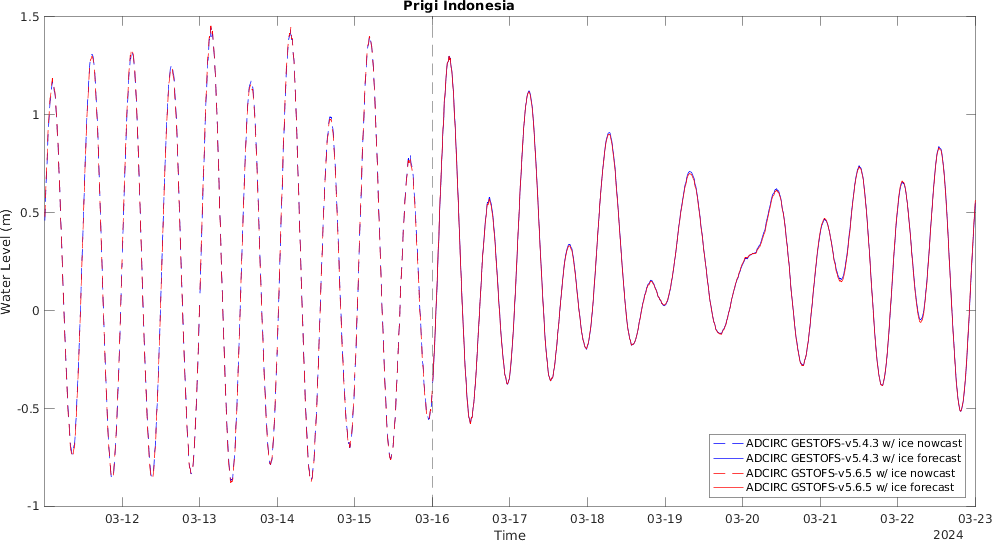 Prigi Indonesia
Water Level (m)
1.5
1
0.5
0
-0.5
-1
ADCIRC GESTOFS-v5.4.3 w/ ice nowcast
ADCIRC GESTOFS-v5.4.3 w/ ice forecast
ADCIRC GSTOFS-v5.6.5 w/ ice nowcast
ADCIRC GSTOFS-v5.6.5 w/ ice forecast
03-12 03-13 03-14 03-15 03-16 03-17 03-18 03-19 03-20 03-21 03-22 03-23
Time
2024